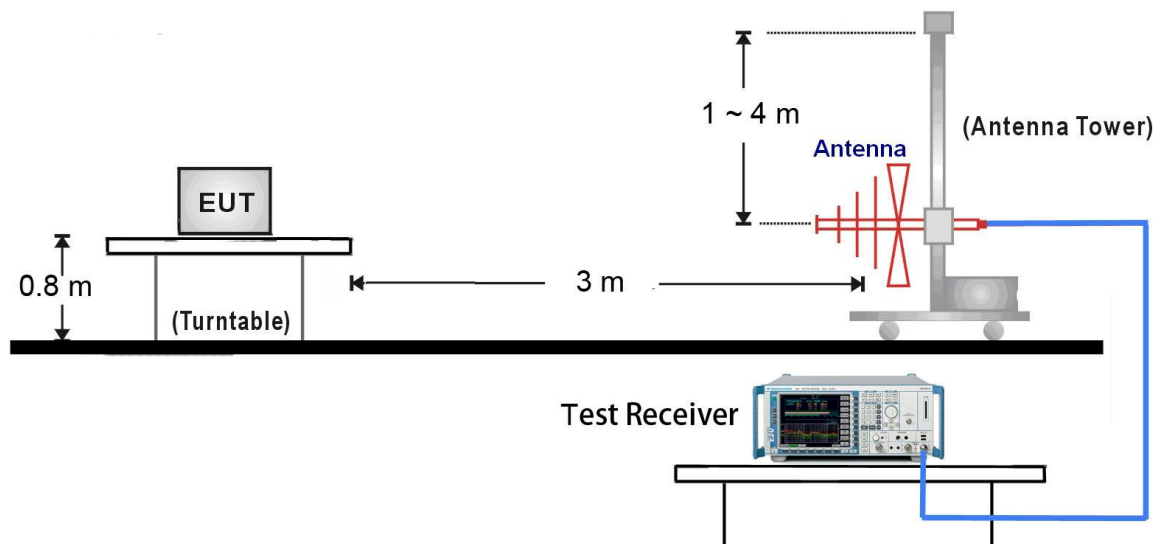 1 ~ 4 m
(Antenna Tower)
Antenna
EUT
0.8 m
3 m
(Turntable)
Test Receiver